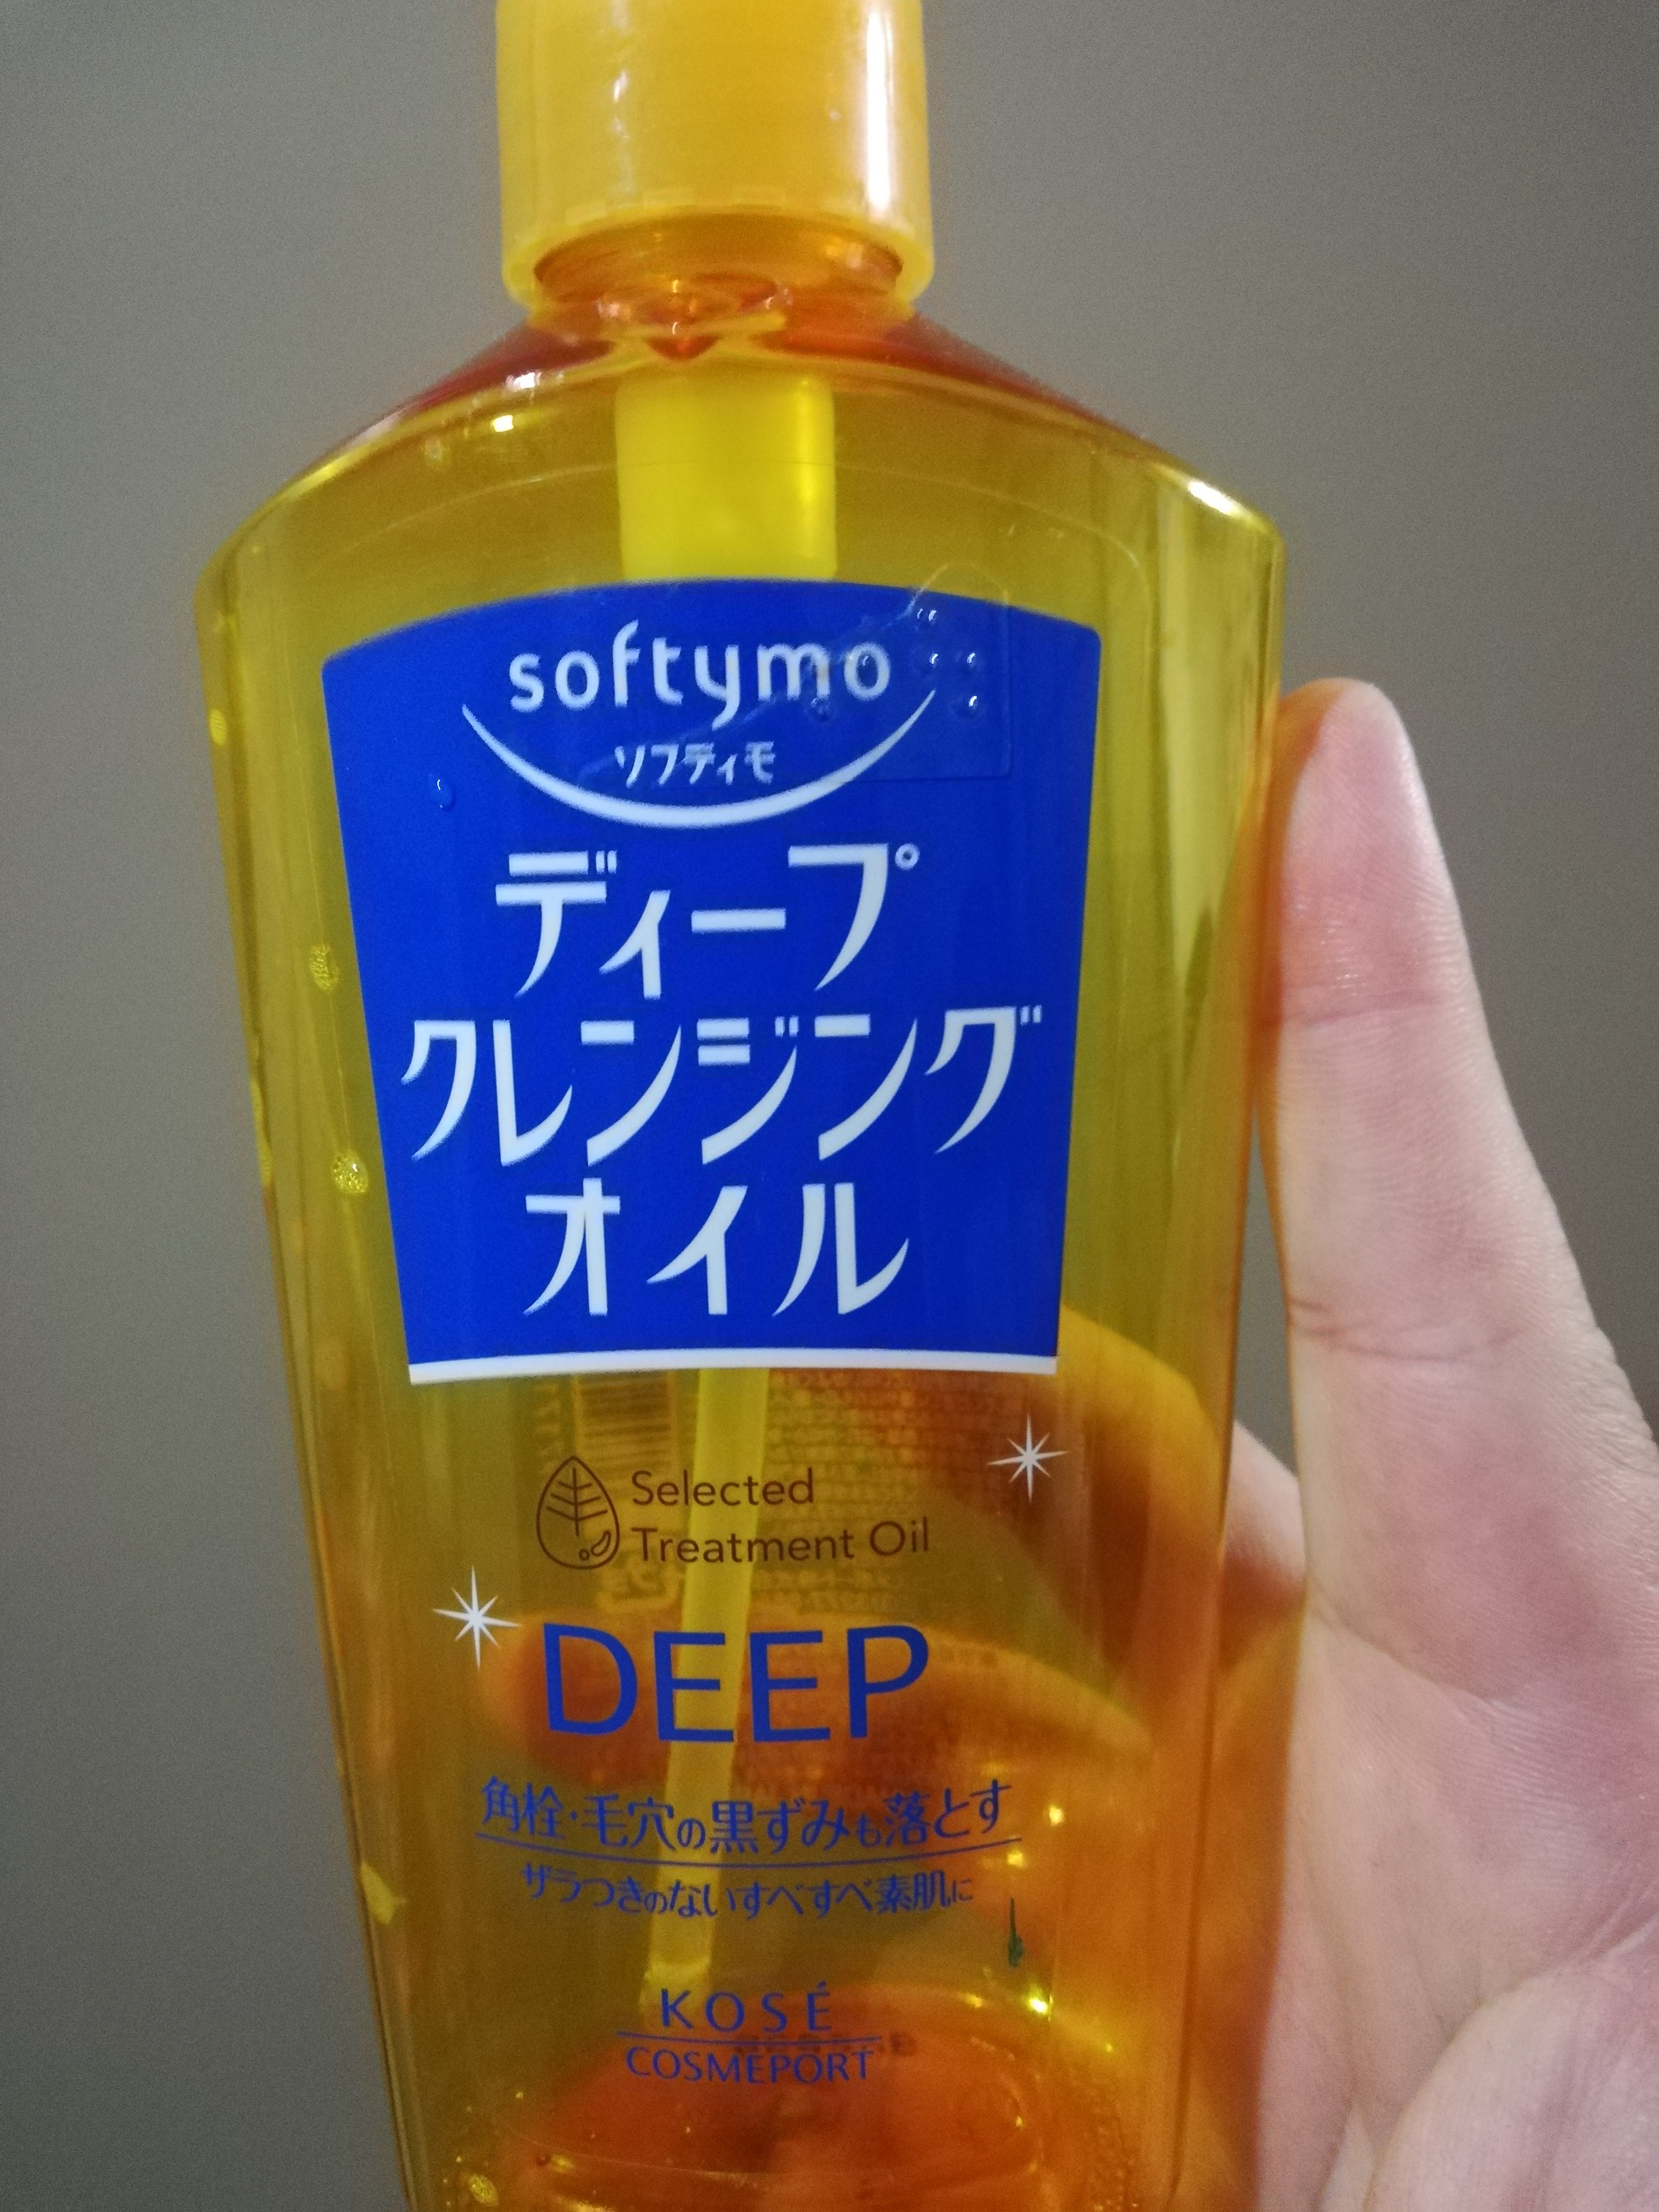 softymo
ソフティモ
ディープ
クレンジング
オイル
Selected
Treatment Oil
DEEP
角栓・毛穴の黒ずみも落とす
ザラつきのないすべすべ素肌に
KOSÉ
COSMEPORT